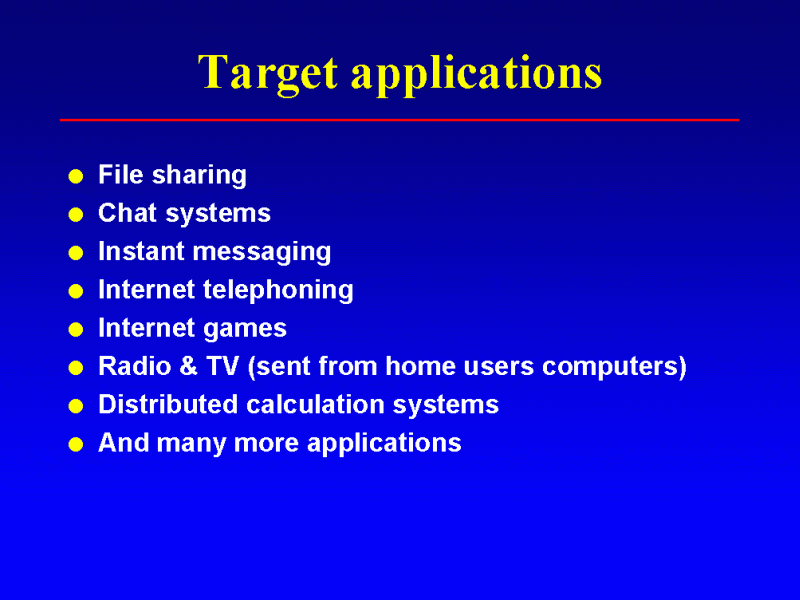 Target applications
File sharing
Chat systems
Instant messaging
Internet telephoning
Internet games
Radio & TV (sent from home users computers)
Distributed calculation systems
And many more applications